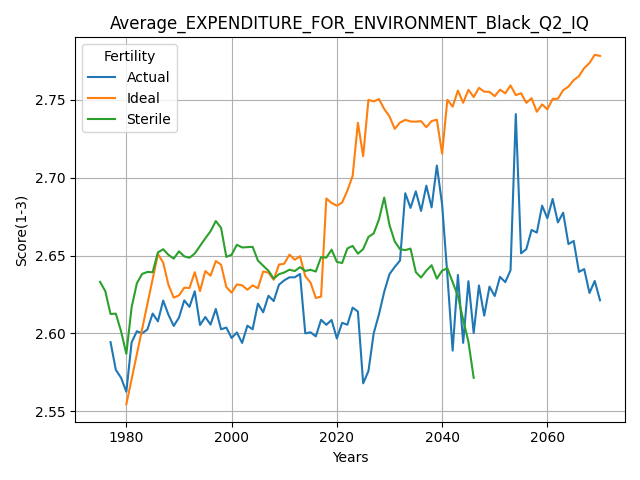 Average_EXPENDITURE_FOR_ENVIRONMENT_Black_Q2_IQ
Fertility
Actual
Ideal
Sterile
Score(1-3)
2.75
2.70
2.65
2.60
2.55
1980 2000 2020 2040 2060
Years